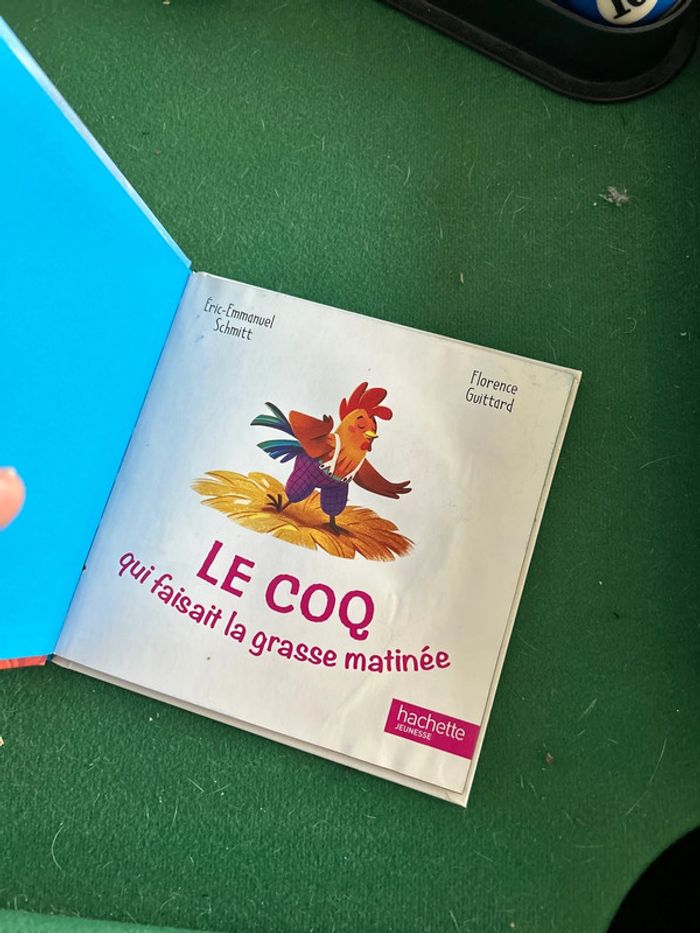 Éric-Emmanuel
Schmitt
Florence
Guittard
LE COQ
qui faisait la grasse matinée
hachette
JEUNESSE